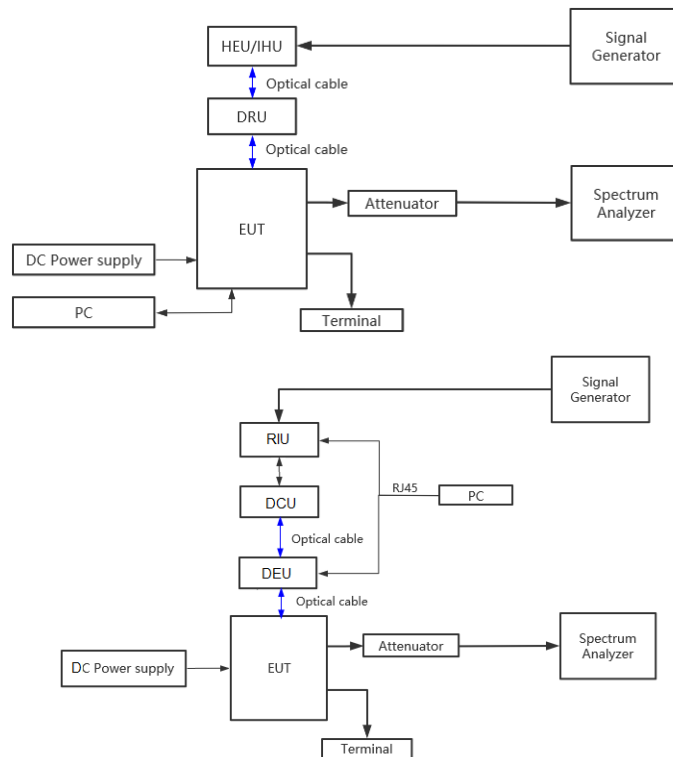 Signal
Generator
HEU/IHU
Optical cable
DRU
Optical cable
EUT
Attenuator
Spectrum
Analyzer
DC Power supply
PC
Terminal
Signal
Generator
RIU
RJ45
PC
DCU
Optical cable
DEU
Optical cable
EUT
Attenuator
Spectrum
Analyzer
DC Power supply
Terminal